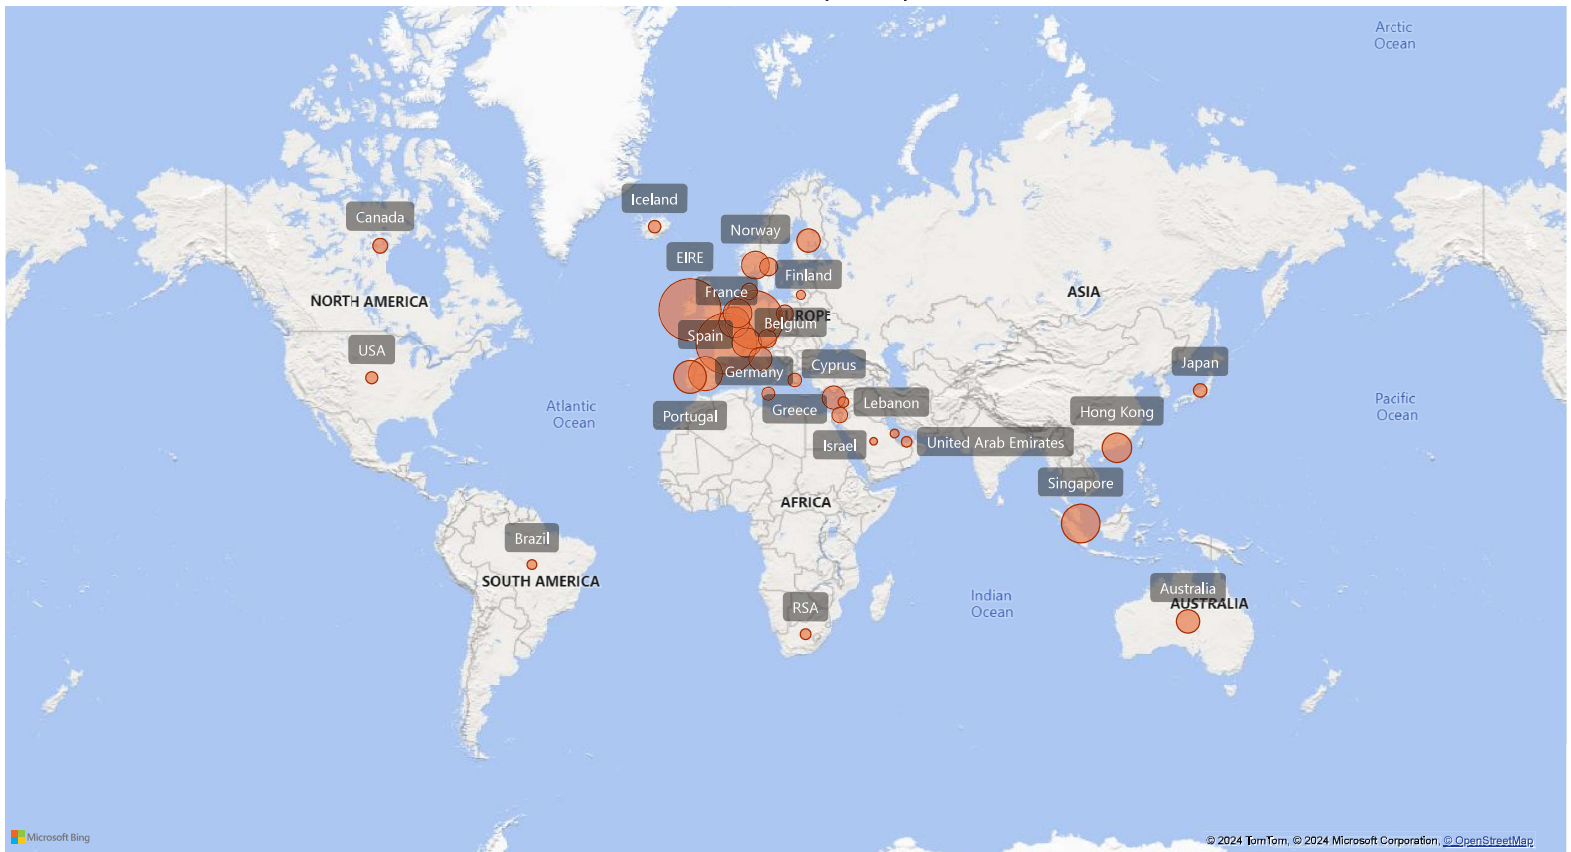 Arctic
Ocean
Iceland
Canada
Norway
EIRE
Finland
France
NORTH AMERICA
ASIA
EUROPE
Belgium
Spain
USA
Japan
Cyprus
Germany
Atlantic
Ocean
Pacific
Ocean
Lebanon
Greece
Hong Kong
Portugal
Israel
United Arab Emirates
Singapore
AFRICA
Brazil
SOUTH AMERICA
Australia
AUSTRALIA
Indian
Ocean
RSA
Microsoft Bing
© 2024 TomTom, © 2024 Microsoft Corporation, © OpenStreetMap